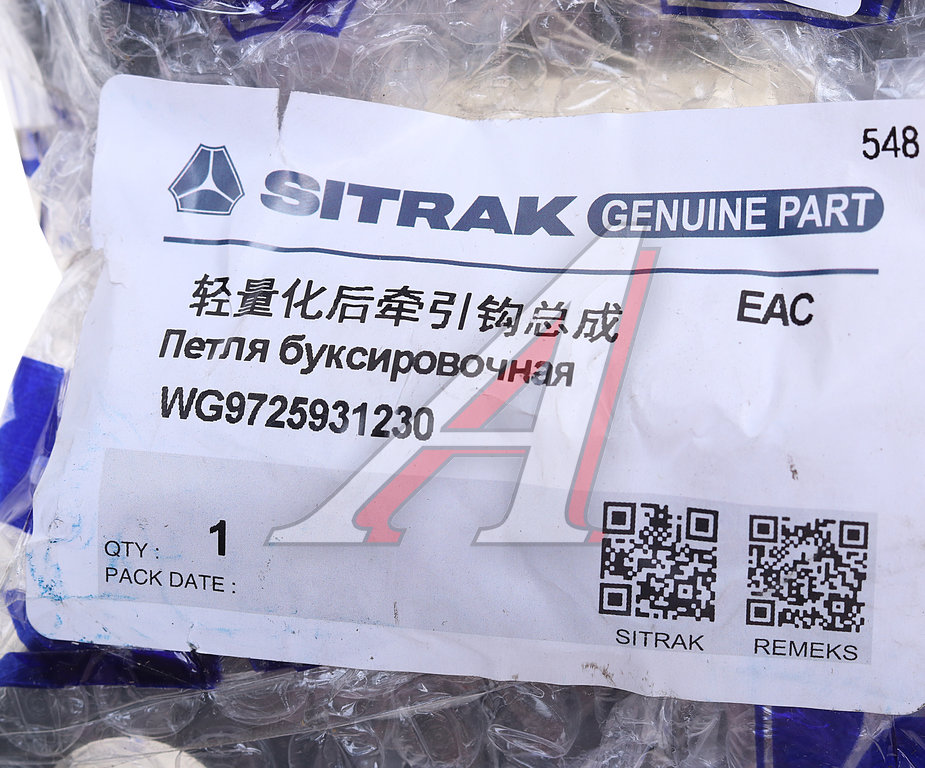 548
SITRAK GENUINE PART
轻量化后牵引钩总成 EAC
Петля буксировочная
WG9725931230
QTY : 1
PACK DATE :
SITRAK REMEKS